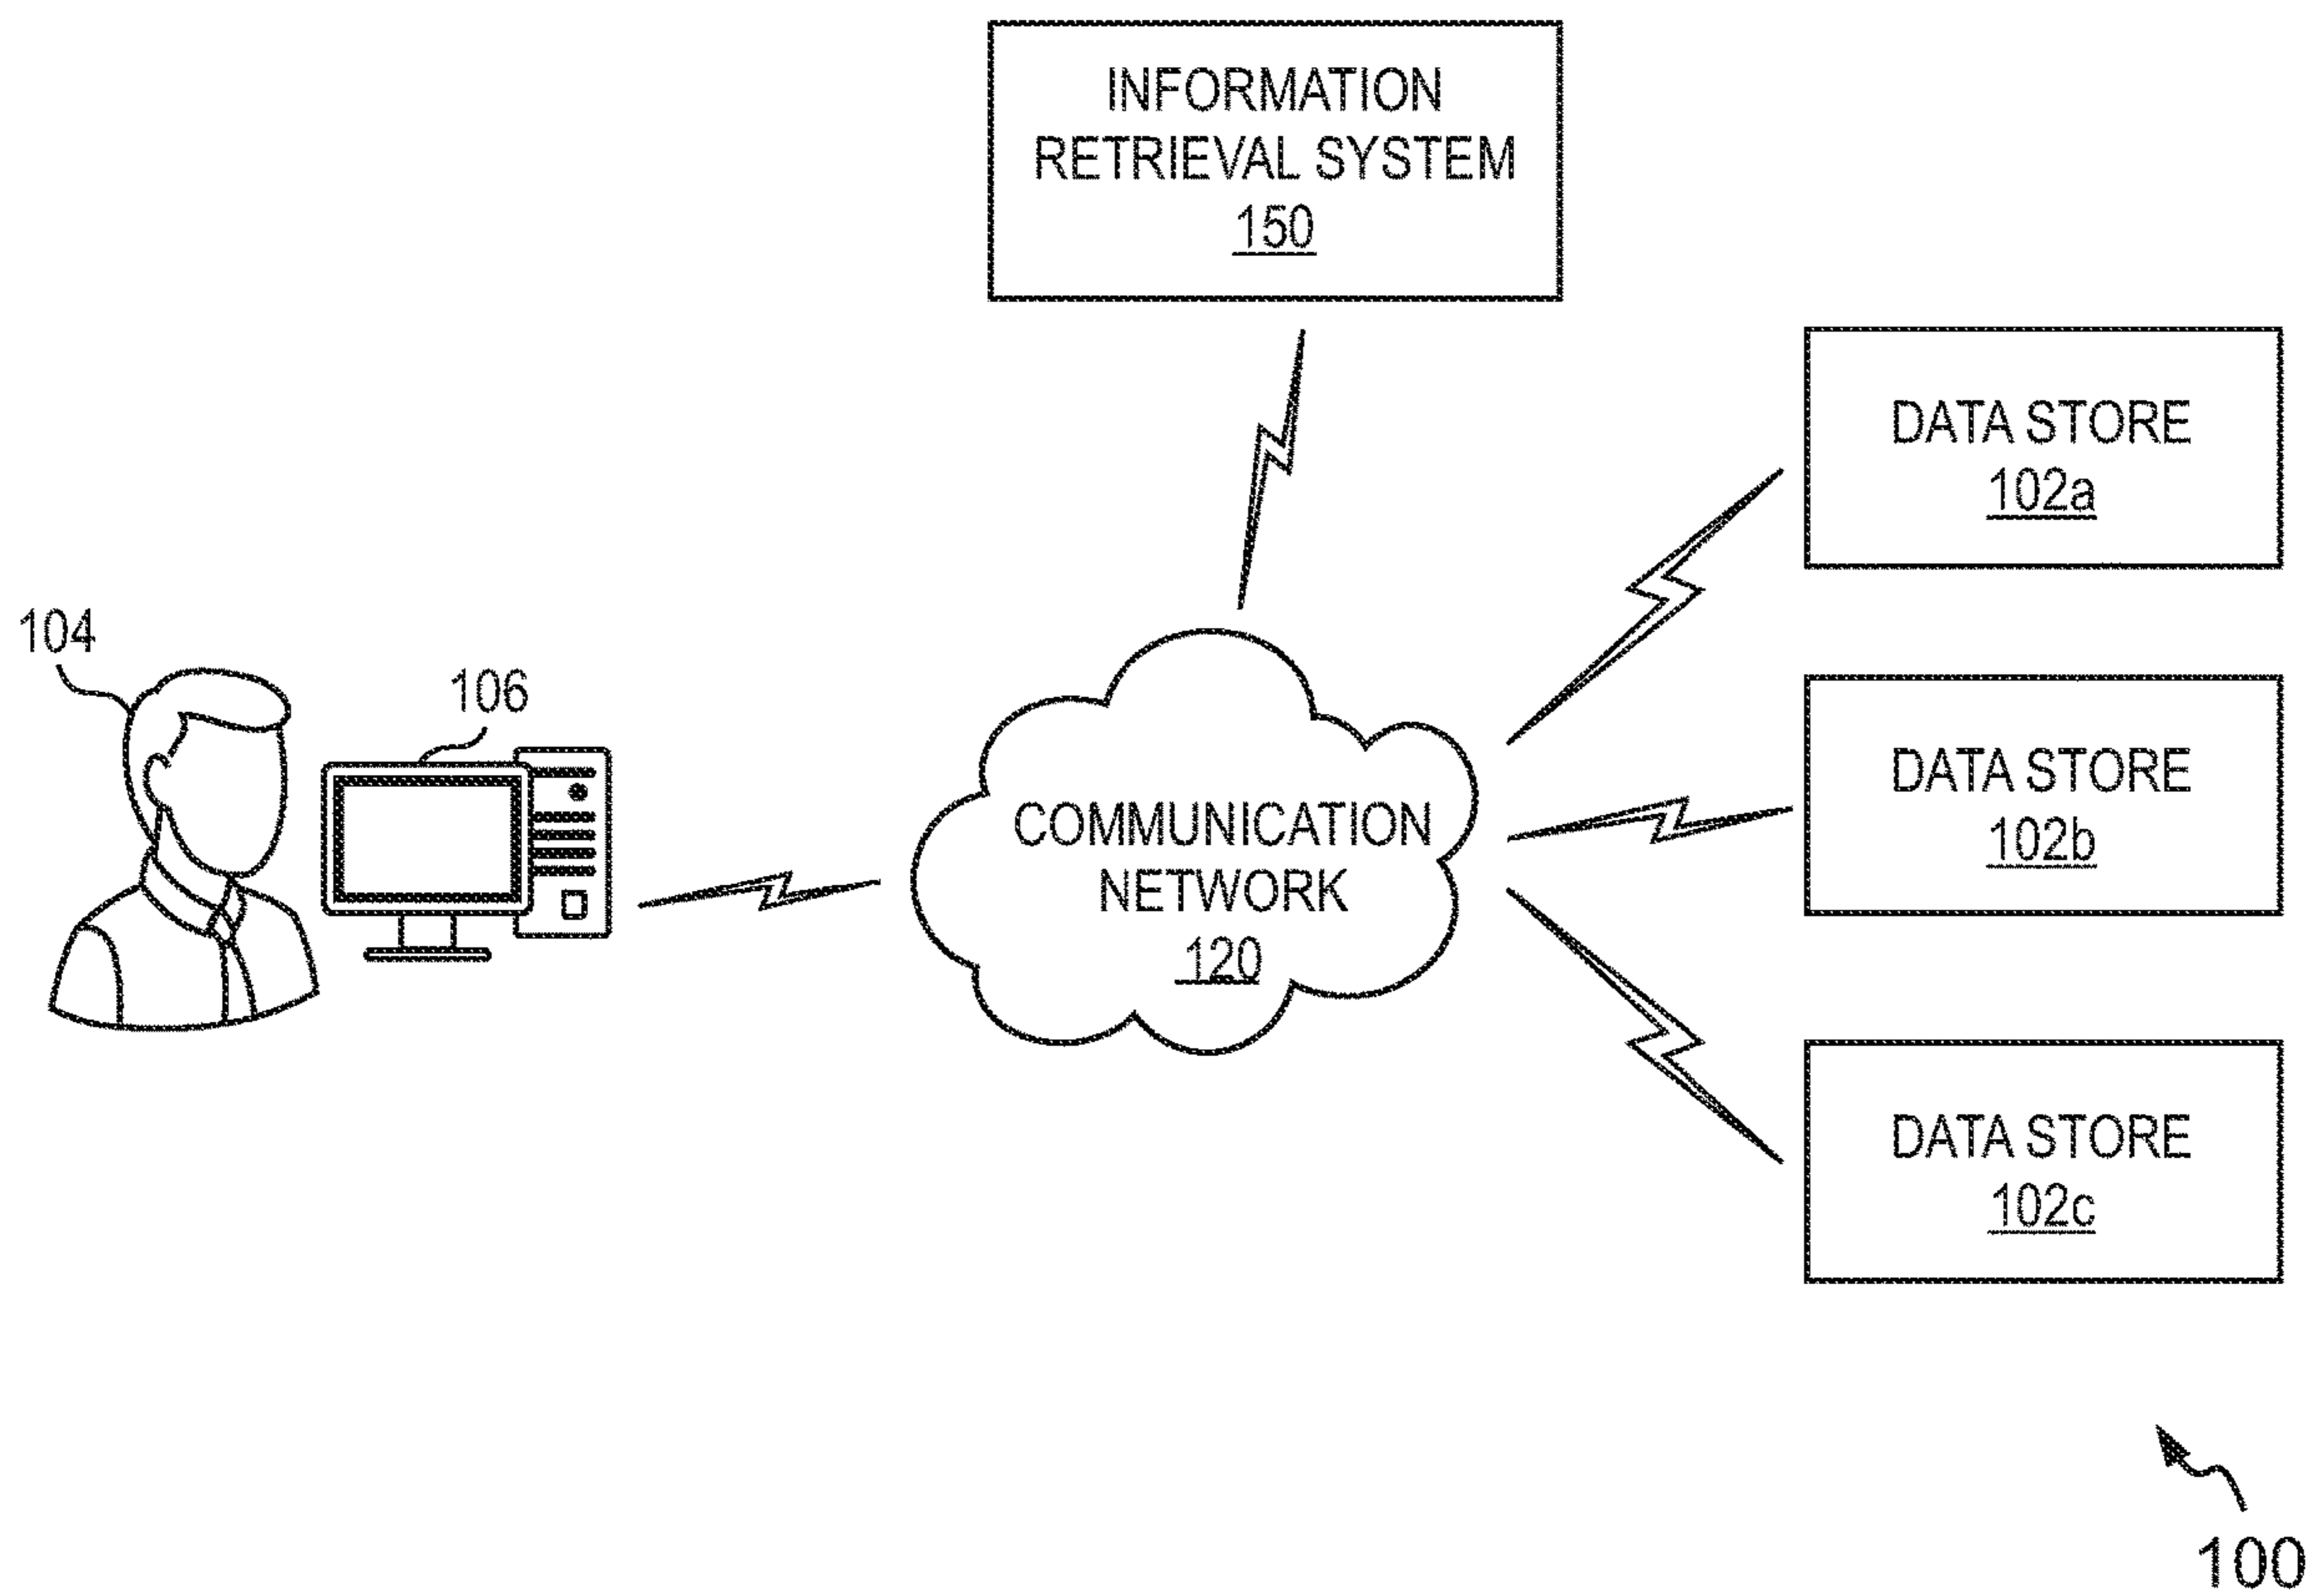 INFORMATION
RETRIEVAL SYSTEM
150
DATA STORE
102a
104
106
DATA STORE
102b
COMMUNICATION
NETWORK
120
DATA STORE
102c
100